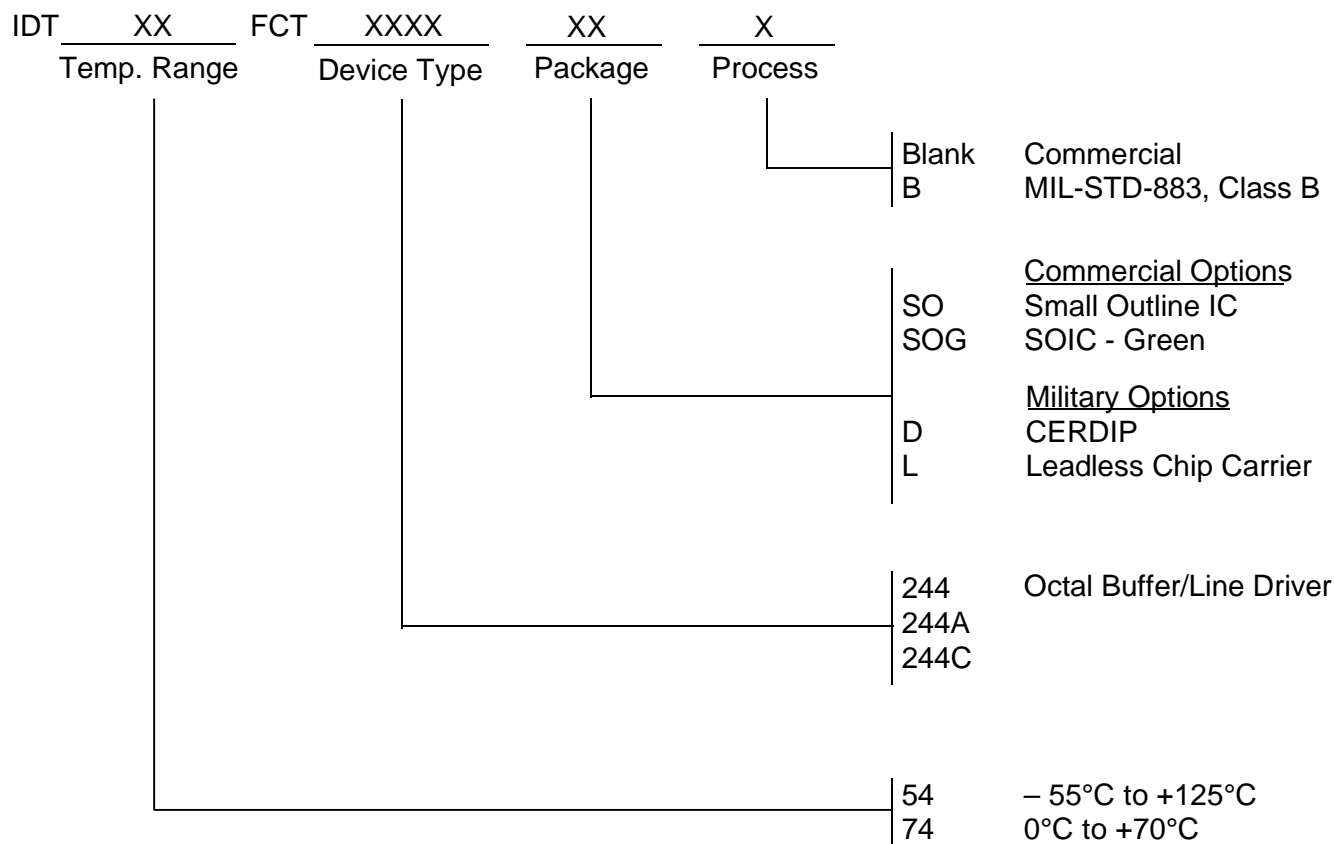 IDT XX FCT XXXX XX X
Temp. Range Device Type Package Process
Blank Commercial
B MIL-STD-883, Class B
Commercial Options
SO Small Outline IC
SOG SOIC - Green
Military Options
D CERDIP
L Leadless Chip Carrier
244 Octal Buffer/Line Driver
244A
244C
54 – 55°C to +125°C
74 0°C to +70°C